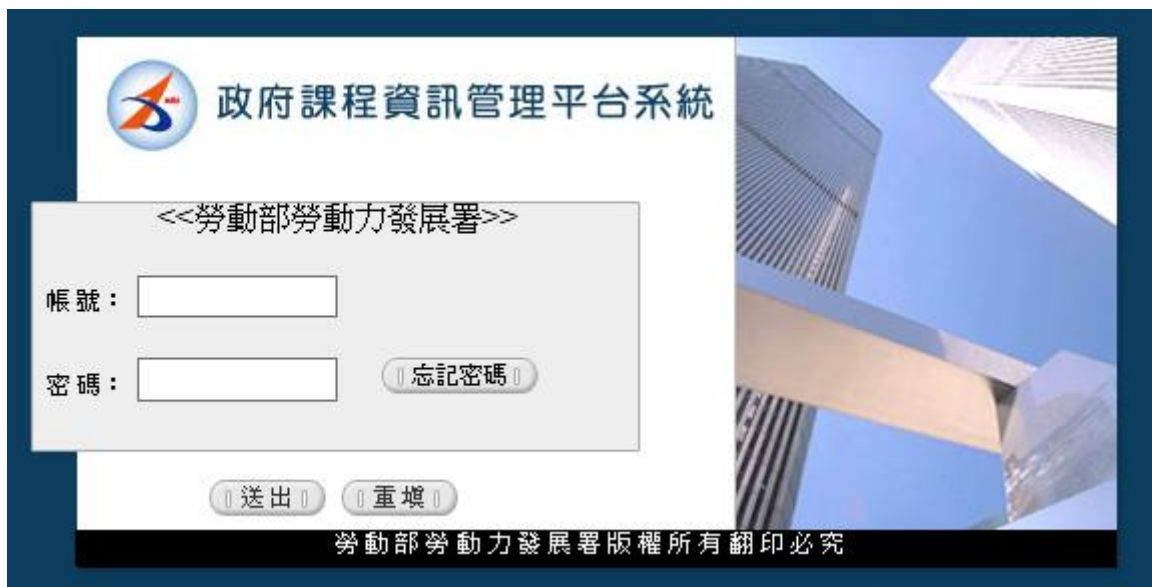 政府課程資訊管理平台系統
<<勞動部勞動力發展署>>
帳號：
密碼：
忘記密碼
送出 重填
勞動部勞動力發展署版權所有翻印必究